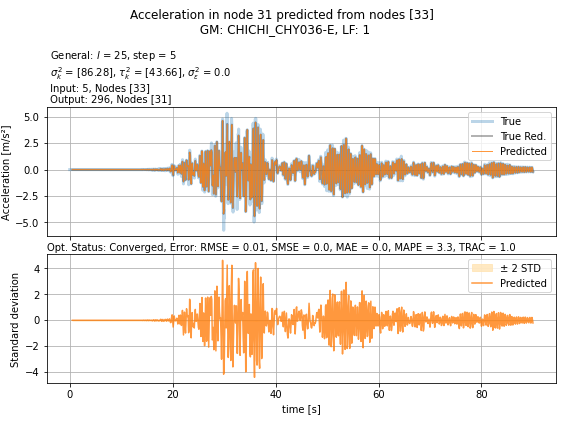 Acceleration in node 31 predicted from nodes [33]
GM: CHICHI_CHY036-E, LF: 1
General: l = 25, step = 5
σ²ₖ = [86.28], τ²ₖ = [43.66], σ²ε = 0.0
Input: 5, Nodes [33]
Output: 296, Nodes [31]
Acceleration [m/s²]
5.0
2.5
0.0
−2.5
−5.0
True
True Red.
Predicted
Opt. Status: Converged, Error: RMSE = 0.01, SMSE = 0.0, MAE = 0.0, MAPE = 3.3, TRAC = 1.0
Standard deviation
4
2
0
−2
−4
± 2 STD
Predicted
0
20
40
60
80
time [s]